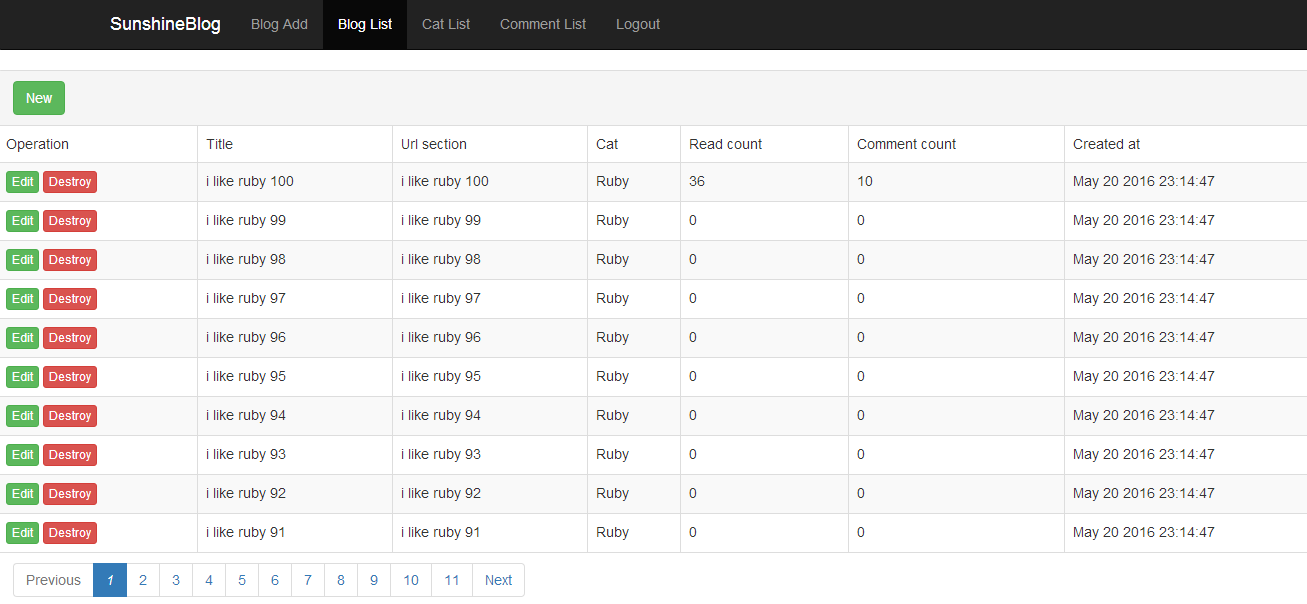 SunshineBlog Blog Add Blog List Cat List Comment List Logout
New
Operation Title Url section Cat Read count Comment count Created at
Edit Destroy i like ruby 100 i like ruby 100 Ruby 36 10 May 20 2016 23:14:47
Edit Destroy i like ruby 99 i like ruby 99 Ruby 0 0 May 20 2016 23:14:47
Edit Destroy i like ruby 98 i like ruby 98 Ruby 0 0 May 20 2016 23:14:47
Edit Destroy i like ruby 97 i like ruby 97 Ruby 0 0 May 20 2016 23:14:47
Edit Destroy i like ruby 96 i like ruby 96 Ruby 0 0 May 20 2016 23:14:47
Edit Destroy i like ruby 95 i like ruby 95 Ruby 0 0 May 20 2016 23:14:47
Edit Destroy i like ruby 94 i like ruby 94 Ruby 0 0 May 20 2016 23:14:47
Edit Destroy i like ruby 93 i like ruby 93 Ruby 0 0 May 20 2016 23:14:47
Edit Destroy i like ruby 92 i like ruby 92 Ruby 0 0 May 20 2016 23:14:47
Edit Destroy i like ruby 91 i like ruby 91 Ruby 0 0 May 20 2016 23:14:47
Previous 1 2 3 4 5 6 7 8 9 10 11 Next